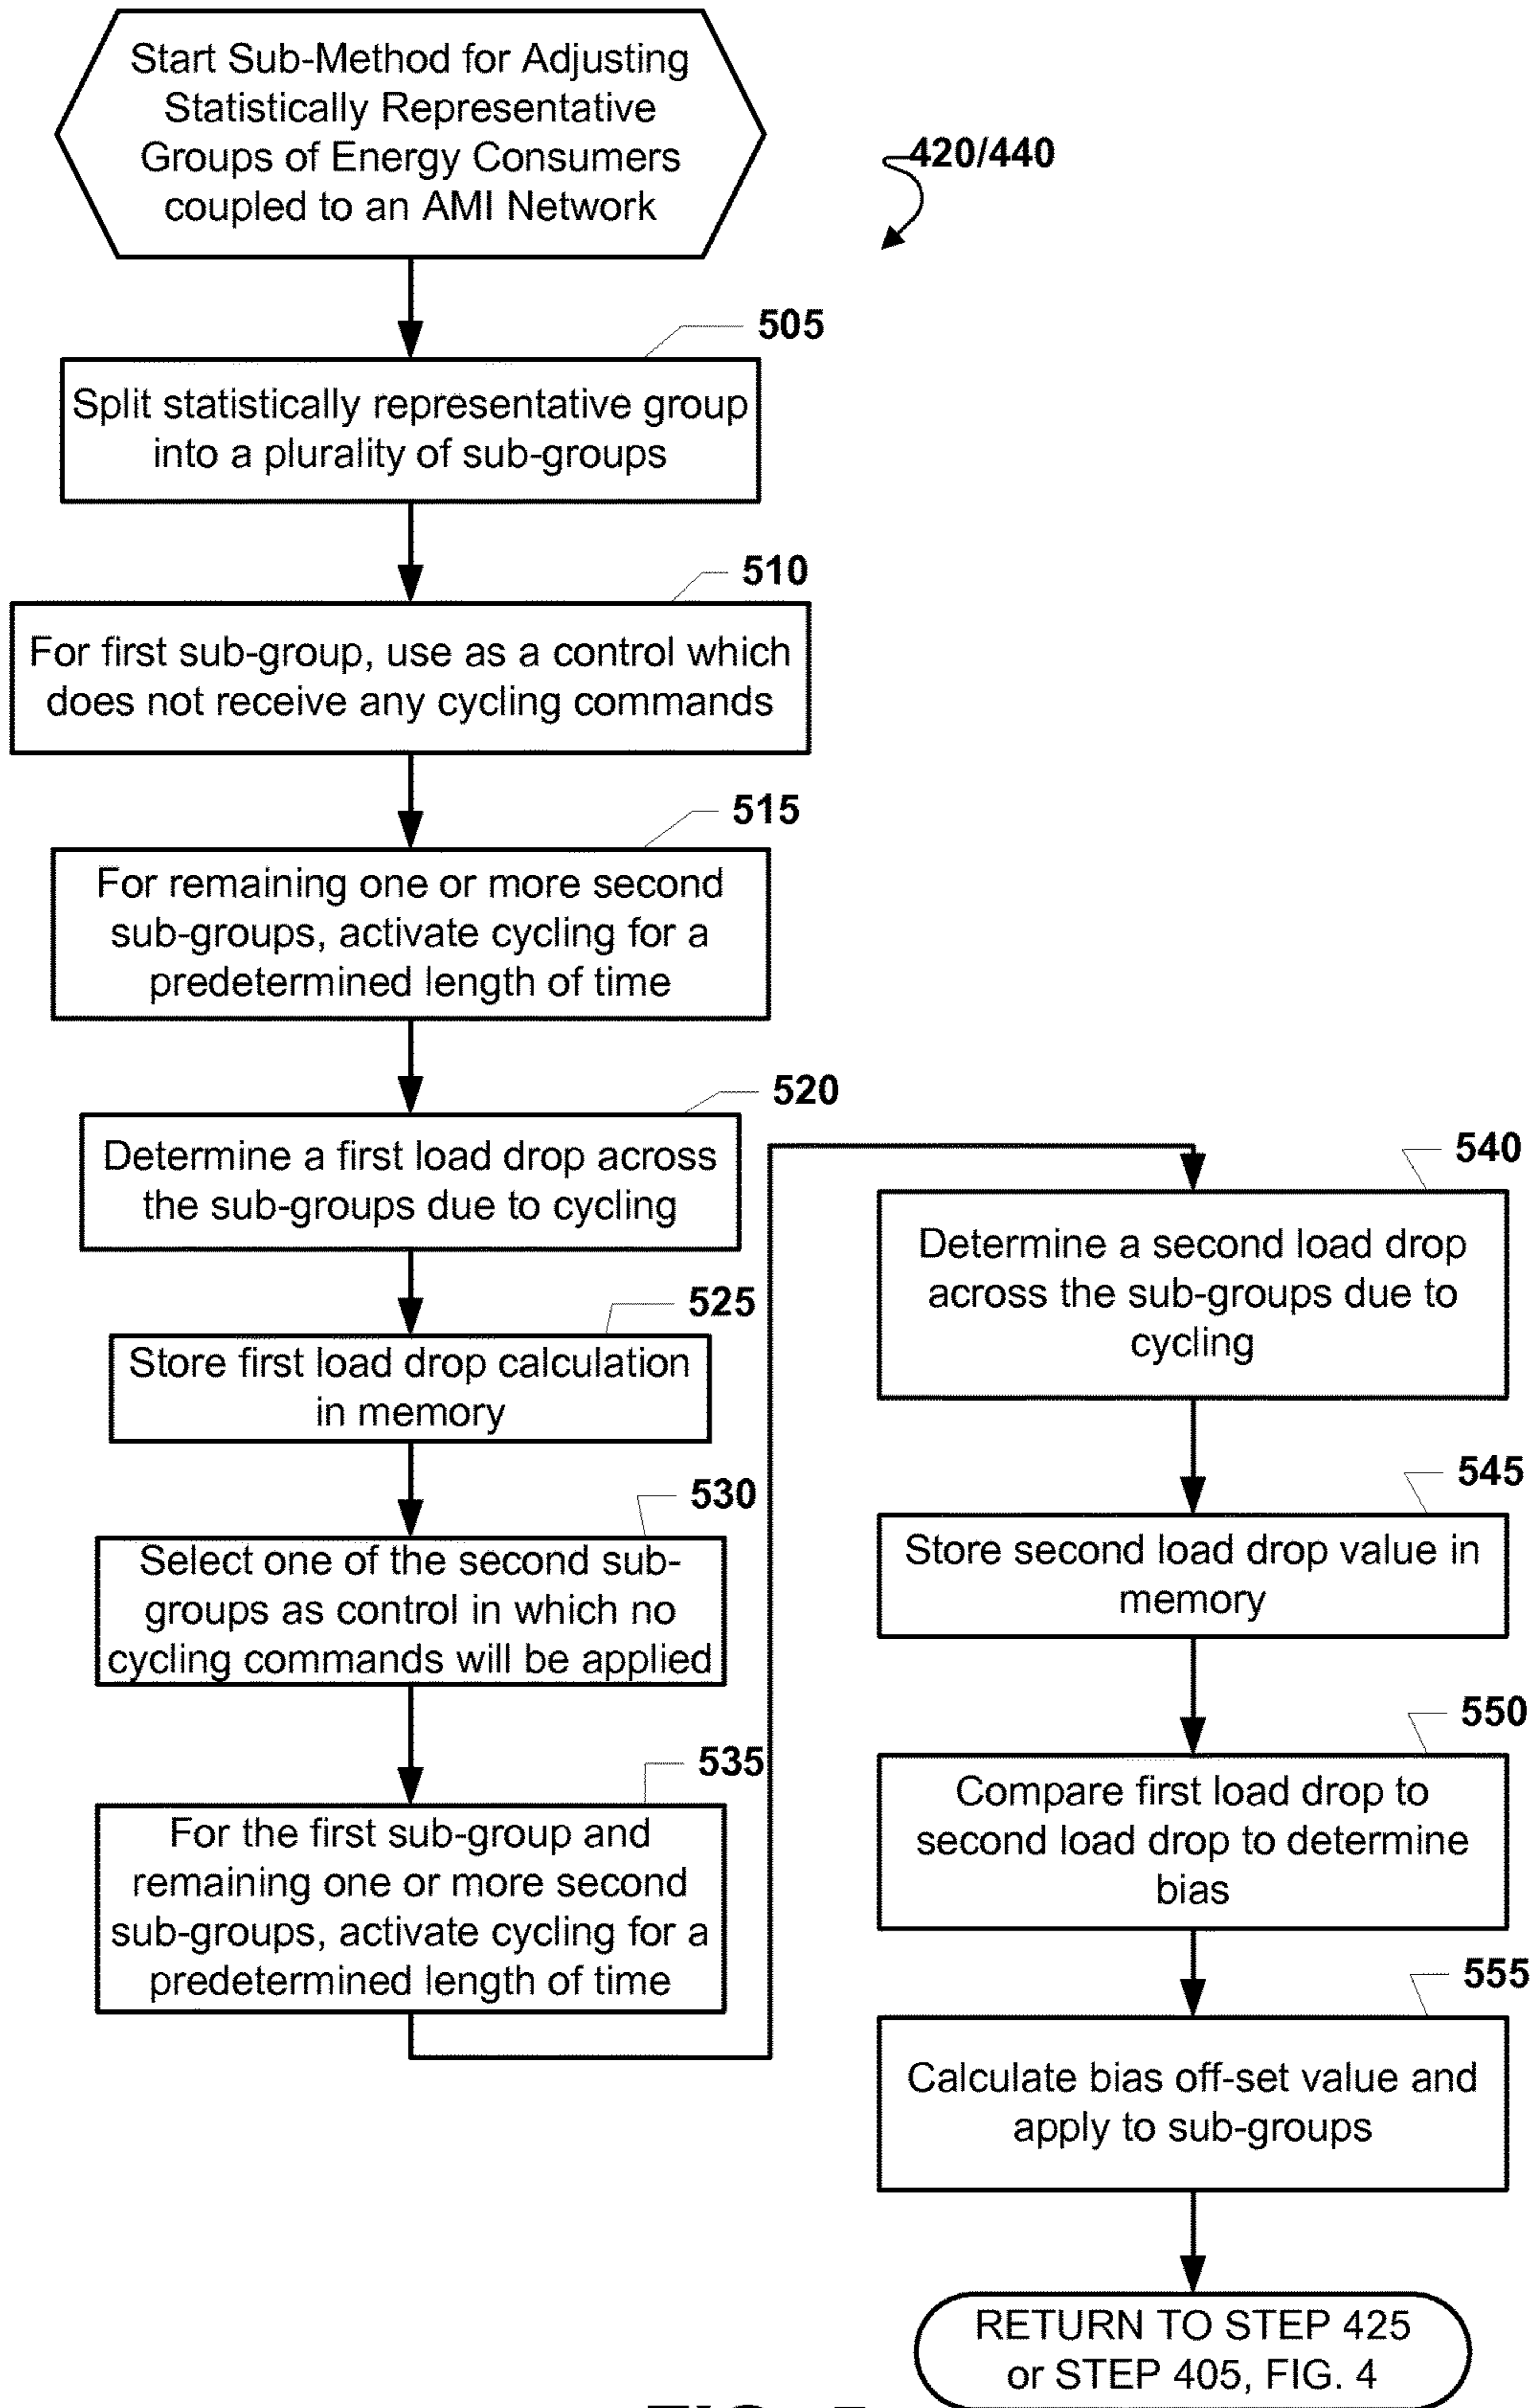 Start Sub-Method for Adjusting
Statistically Representative
Groups of Energy Consumers
coupled to an AMI Network
420/440
505
Split statistically representative group
into a plurality of sub-groups
510
For first sub-group, use as a control which
does not receive any cycling commands
515
For remaining one or more second
sub-groups, activate cycling for a
predetermined length of time
520
Determine a first load drop across
the sub-groups due to cycling
525
Store first load drop calculation
in memory
530
Select one of the second sub-
groups as control in which no
cycling commands will be applied
535
For the first sub-group and
remaining one or more second
sub-groups, activate cycling for a
predetermined length of time
540
Determine a second load drop
across the sub-groups due to
cycling
545
Store second load drop value in
memory
550
Compare first load drop to
second load drop to determine
bias
555
Calculate bias off-set value and
apply to sub-groups
RETURN TO STEP 425
or STEP 405, FIG. 4